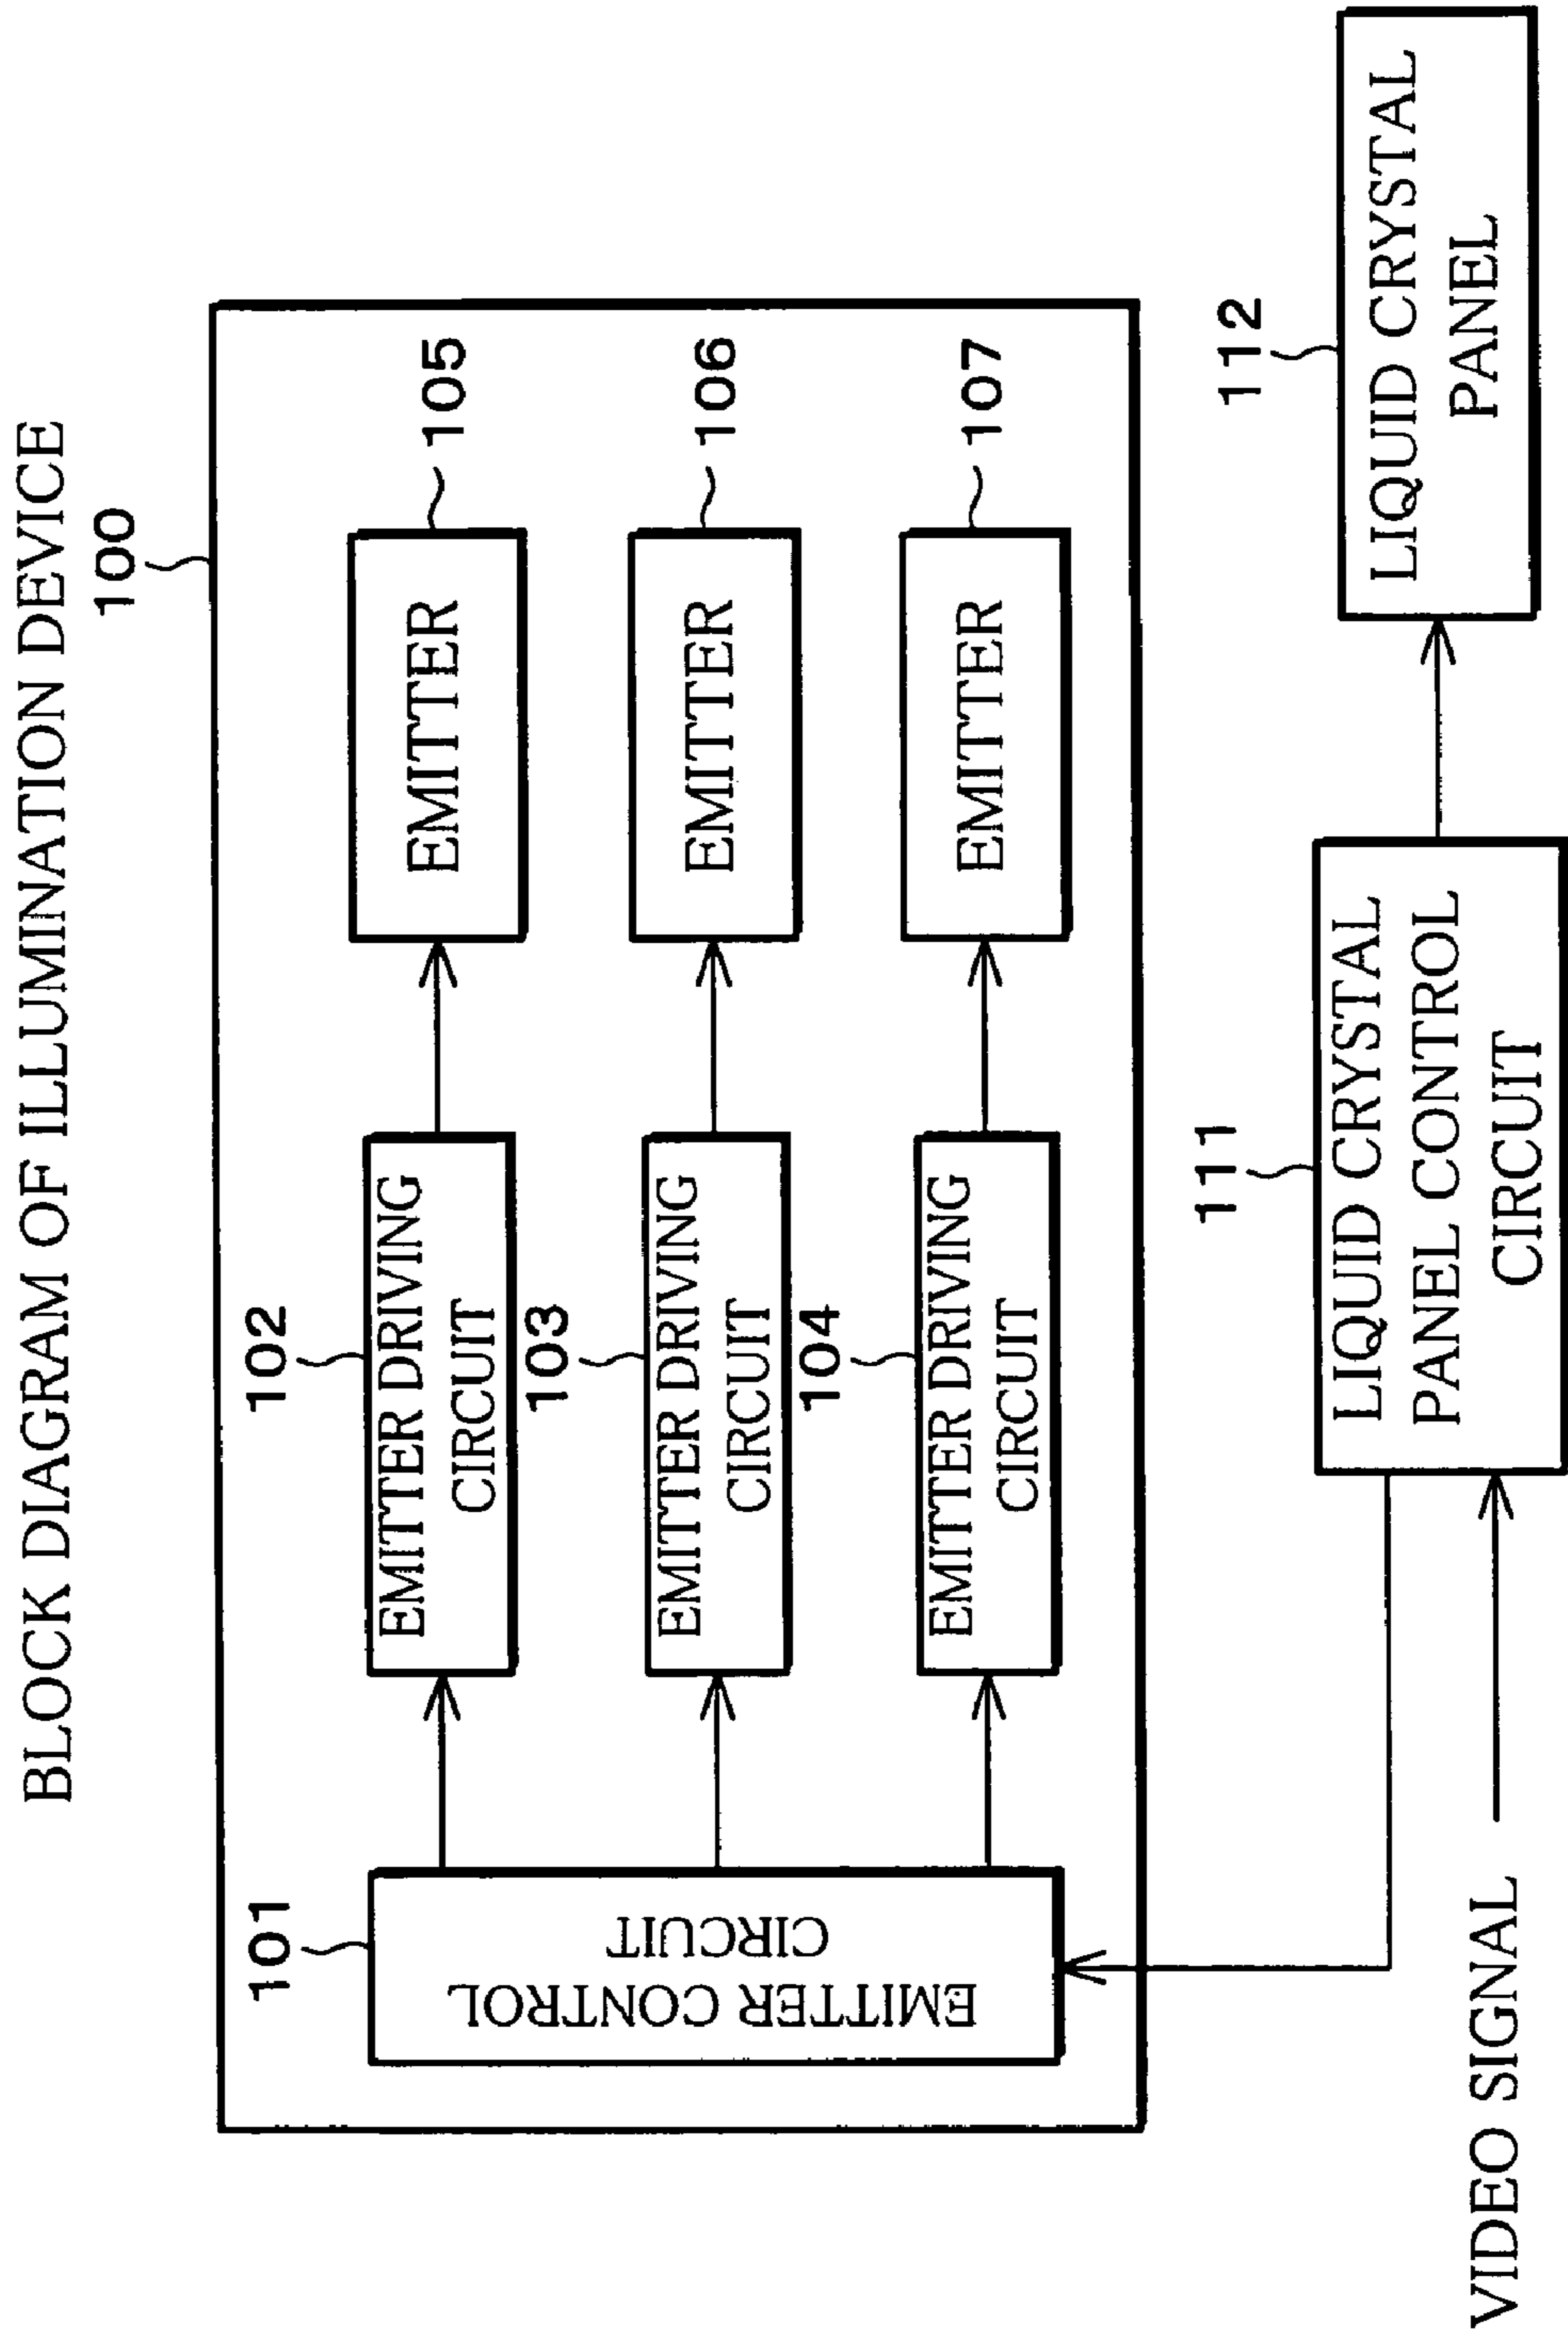 BLOCK DIAGRAM OF ILLUMINATION DEVICE
100
101
EMITTER CONTROL
CIRCUIT
102
EMITTER DRIVING
CIRCUIT
EMITTER
105
103
EMITTER DRIVING
CIRCUIT
EMITTER
106
104
EMITTER DRIVING
CIRCUIT
EMITTER
107
111
LIQUID CRYSTAL
PANEL CONTROL
CIRCUIT
112
LIQUID CRYSTAL
PANEL
VIDEO SIGNAL